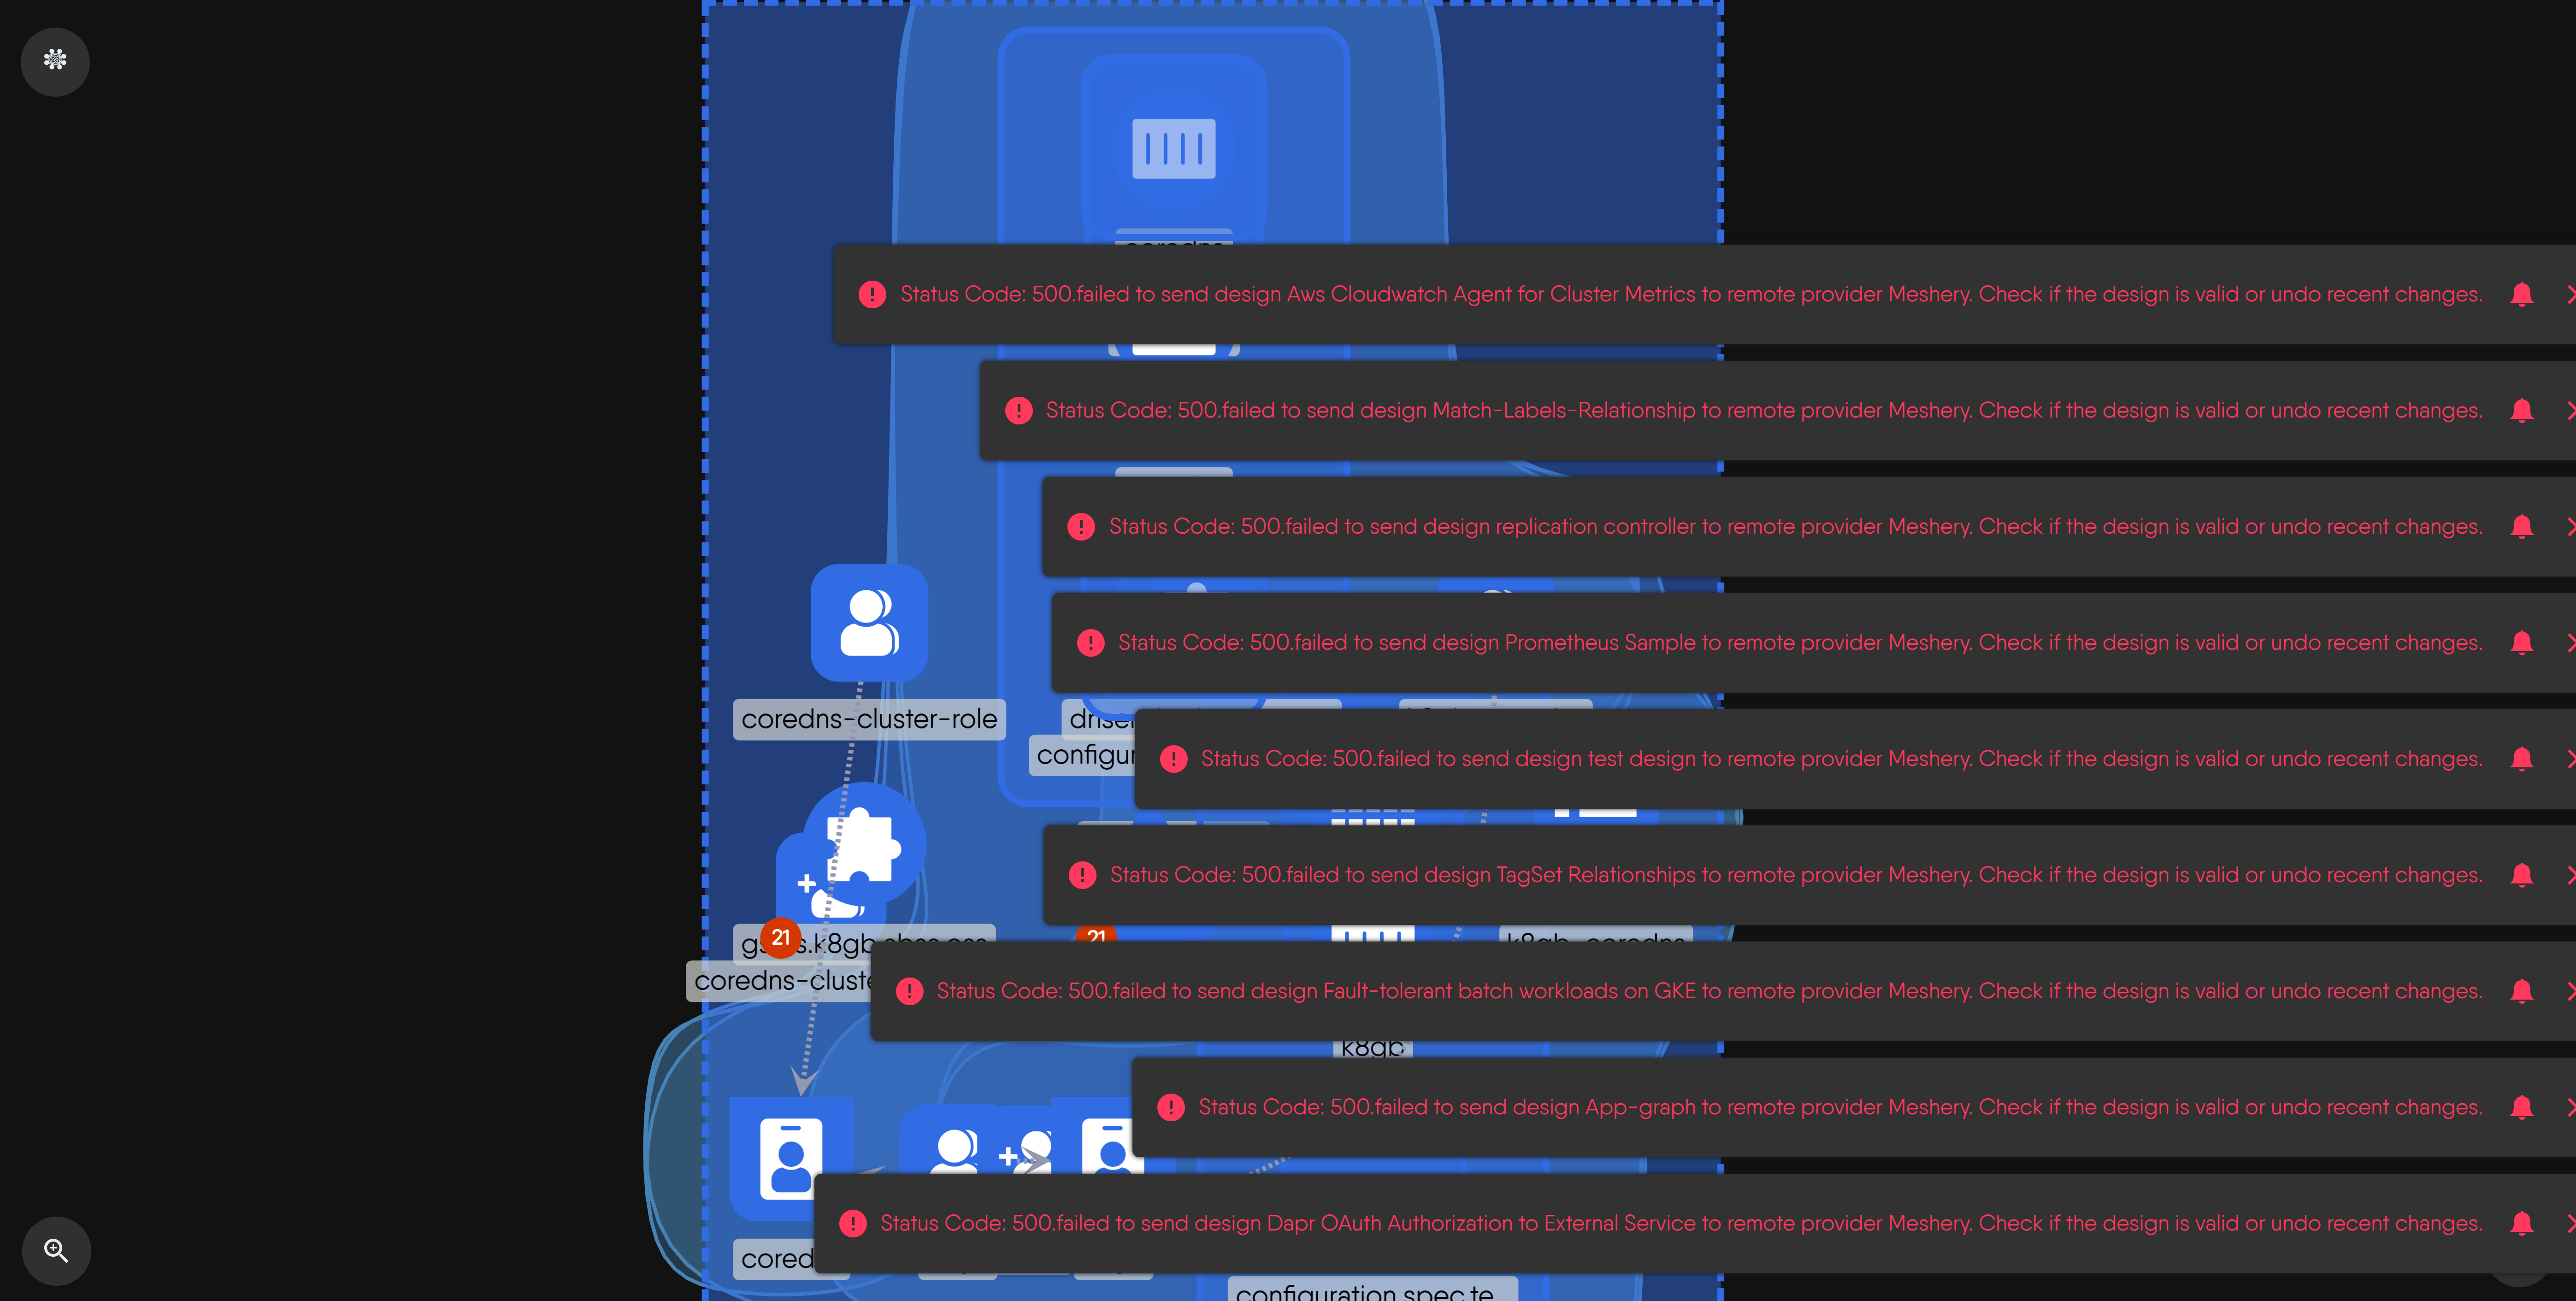 Status Code: 500.failed to send design Aws Cloudwatch Agent for Cluster Metrics to remote provider Meshery. Check if the design is valid or undo recent changes.
Status Code: 500.failed to send design Match-Labels-Relationship to remote provider Meshery. Check if the design is valid or undo recent changes.
Status Code: 500.failed to send design replication controller to remote provider Meshery. Check if the design is valid or undo recent changes.
Status Code: 500.failed to send design Prometheus Sample to remote provider Meshery. Check if the design is valid or undo recent changes.
coredns-cluster-role
configur
Status Code: 500.failed to send design test design to remote provider Meshery. Check if the design is valid or undo recent changes.
Status Code: 500.failed to send design TagSet Relationships to remote provider Meshery. Check if the design is valid or undo recent changes.
21
21
k8gb-coredns
coredns-cluste
Status Code: 500.failed to send design Fault-tolerant batch workloads on GKE to remote provider Meshery. Check if the design is valid or undo recent changes.
k8gb
Status Code: 500.failed to send design App-graph to remote provider Meshery. Check if the design is valid or undo recent changes.
Status Code: 500.failed to send design Dapr OAuth Authorization to External Service to remote provider Meshery. Check if the design is valid or undo recent changes.
cored
configuration.spec.te